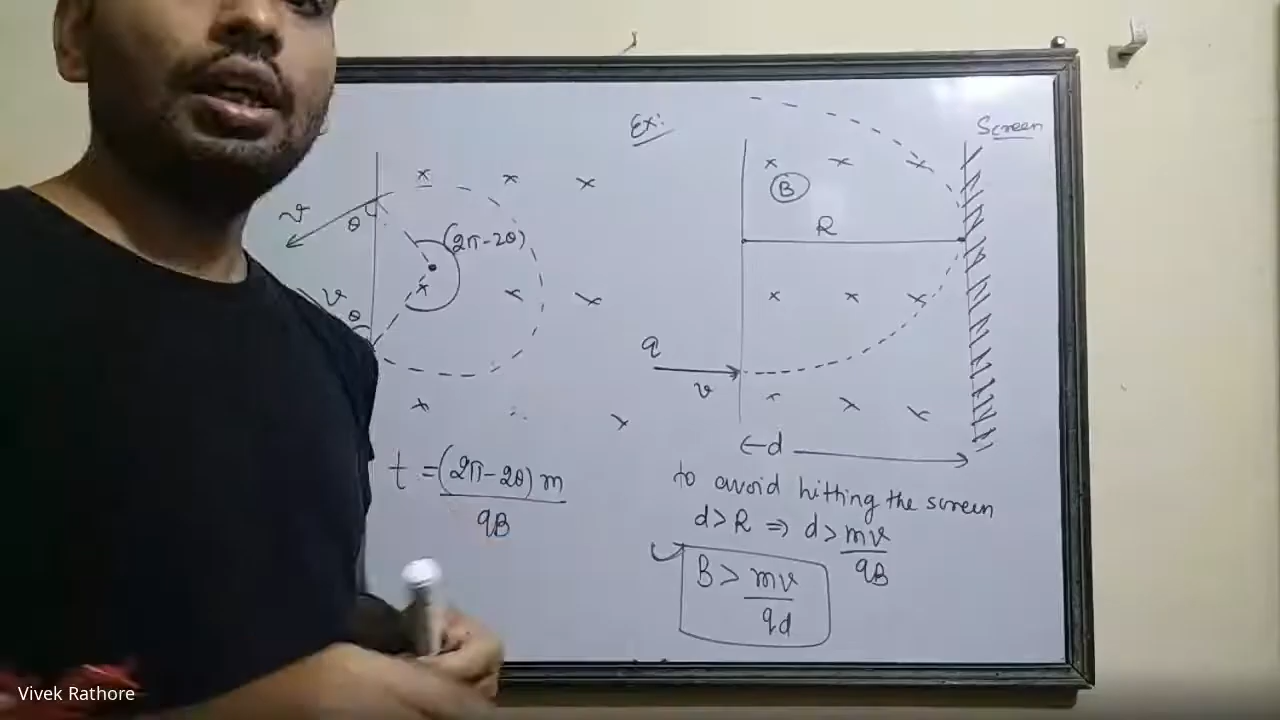 v
θ
(2π-2θ)
v
θ
t = (2π-2θ) m
qB
Ex:
Screen
B
R
q
v
d
to avoid hitting the screen
d > R ⇒ d > mv
qB
B > mv
qd
Vivek Rathore